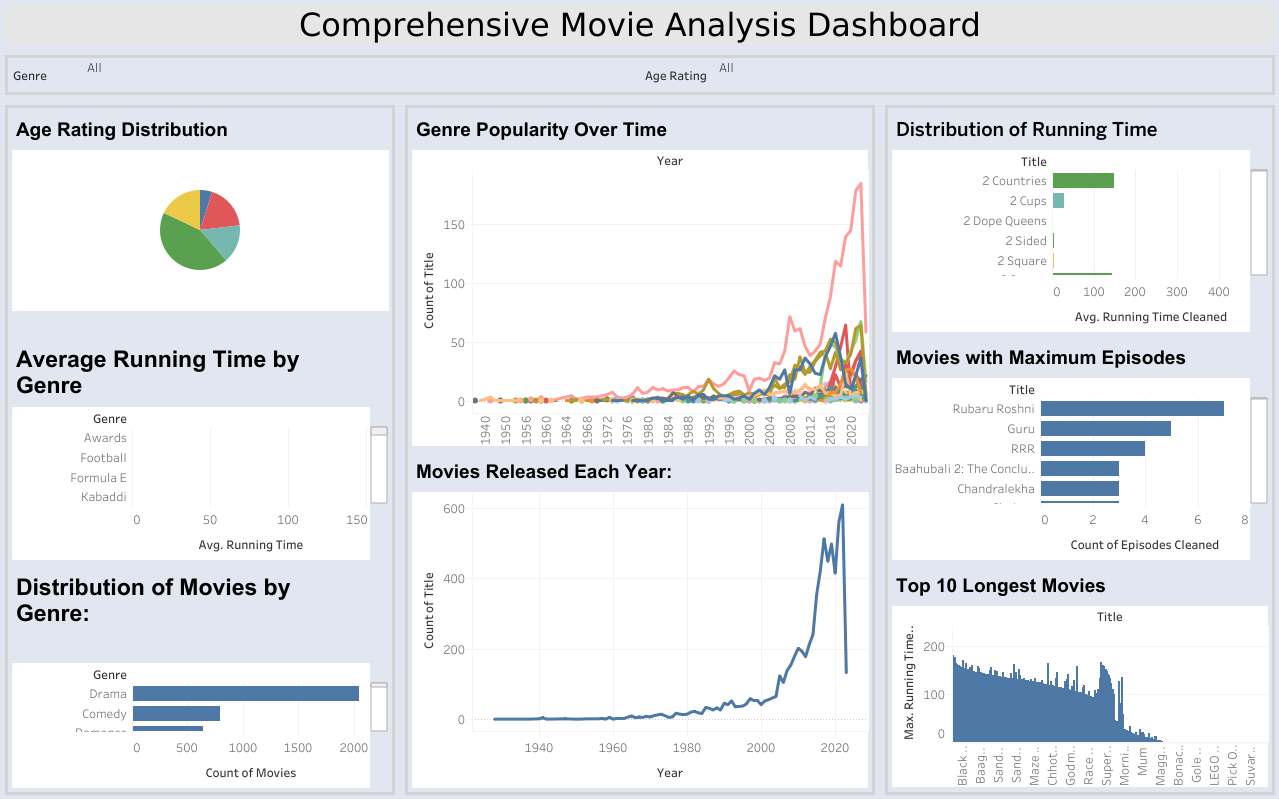 Comprehensive Movie Analysis Dashboard
Genre
All
Age Rating
All
Age Rating Distribution
Average Running Time by
Genre
Genre
Awards
Football
Formula E
Kabaddi
0 50 100 150
Avg. Running Time
Distribution of Movies by
Genre:
Genre
Drama
Comedy
0 500 1000 1500 2000
Count of Movies
Genre Popularity Over Time
Year
Count of Title
150
100
50
0
1940 1950 1956 1960 1964 1968 1972 1976 1980 1984 1988 1992 1996 2000 2004 2008 2012 2016 2020
Movies Released Each Year:
Count of Title
600
400
200
0
1940 1960 1980 2000 2020
Year
Distribution of Running Time
Title
2 Countries
2 Cups
2 Dope Queens
2 Sided
2 Square
0 100 200 300 400
Avg. Running Time Cleaned
Movies with Maximum Episodes
Title
Rubaru Roshni
Guru
RRR
Baahubali 2: The Conclu..
Chandralekha
0 2 4 6 8
Count of Episodes Cleaned
Top 10 Longest Movies
Title
Max. Running Time..
200
100
0
Black.. Baag.. Sand.. Sand.. Maze.. Chhot.. Godm.. Race.. Super.. Morni.. Mum Magg.. Bonac.. Gole.. LEGO.. Pick O.. Suvar..